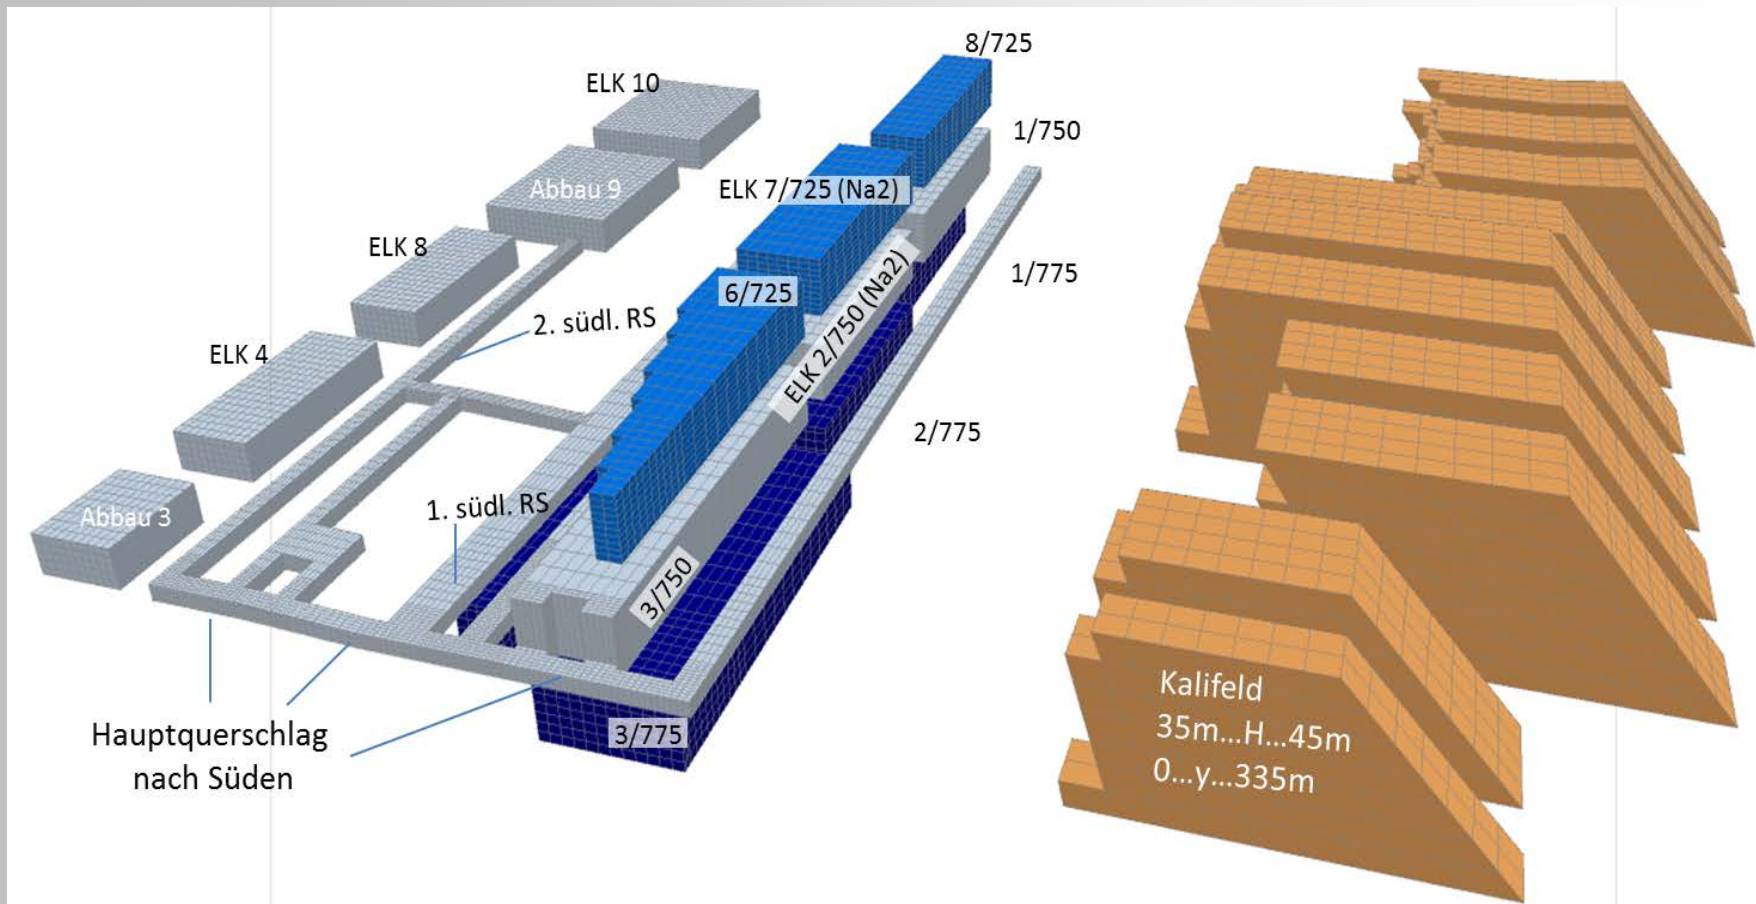 8/725
ELK 10
1/750
Abbau 9
ELK 7/725 (Na2)
ELK 8
1/775
6/725
2. südl. RS
ELK 2/750 (Na2)
ELK 4
2/775
1. südl. RS
Abbau 3
3/750
Kalifeld
35m...H...45m
0...y...335m
Hauptquerschlag
nach Süden
3/775